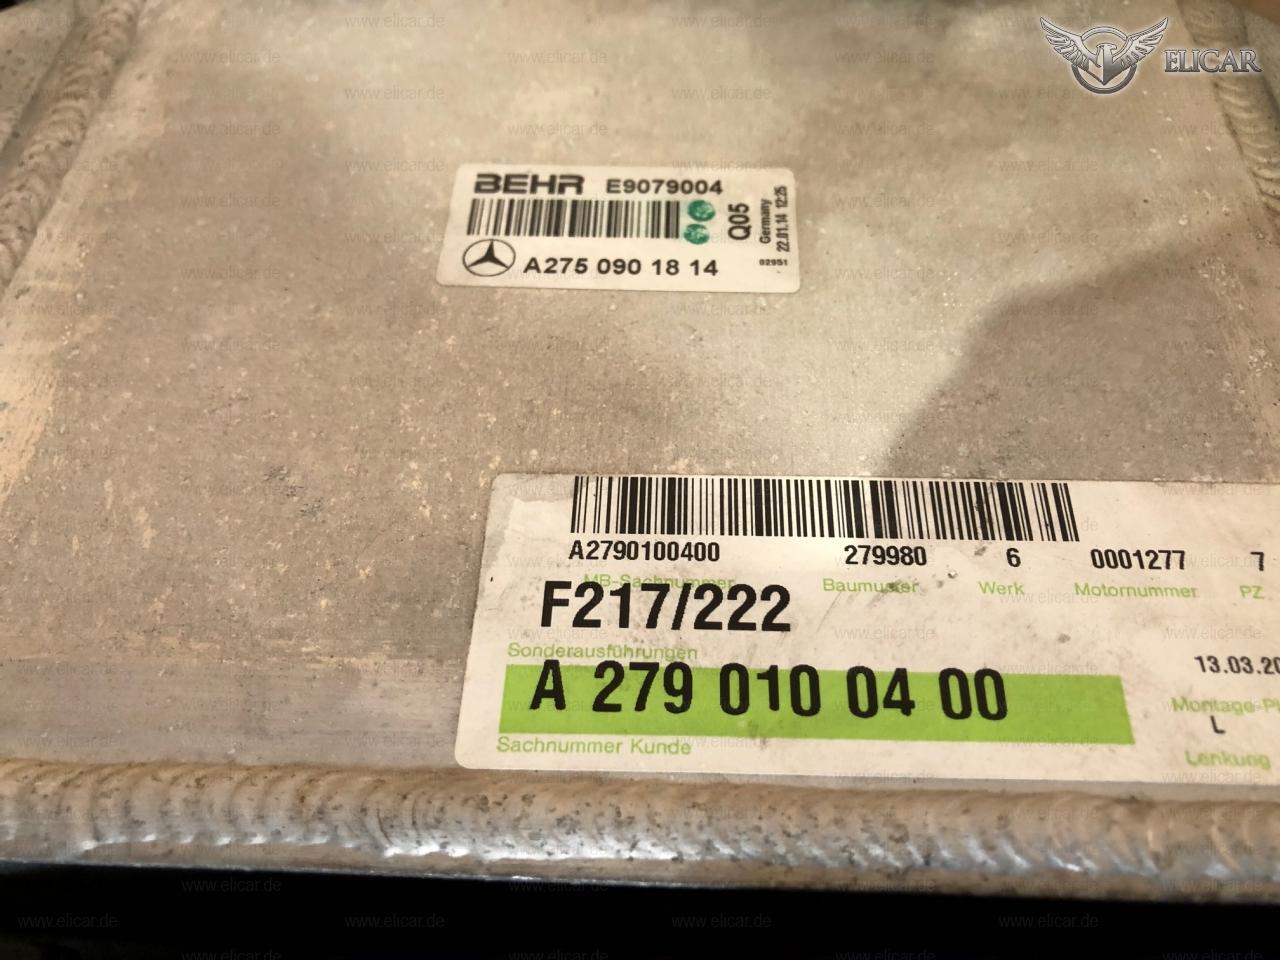 ELICAR
BEHR E9079004
Q05
Germany
22.01.14 12:25
02951
A275 090 18 14
A2790100400 279980 6 0001277 7
MB-Sachnummer Baumuster Werk Motornummer PZ
F217/222
Sonderausführungen
13.03.20
A 279 010 04 00
Montage-Pl
L
Sachnummer Kunde
Lenkung
www.elicar.de